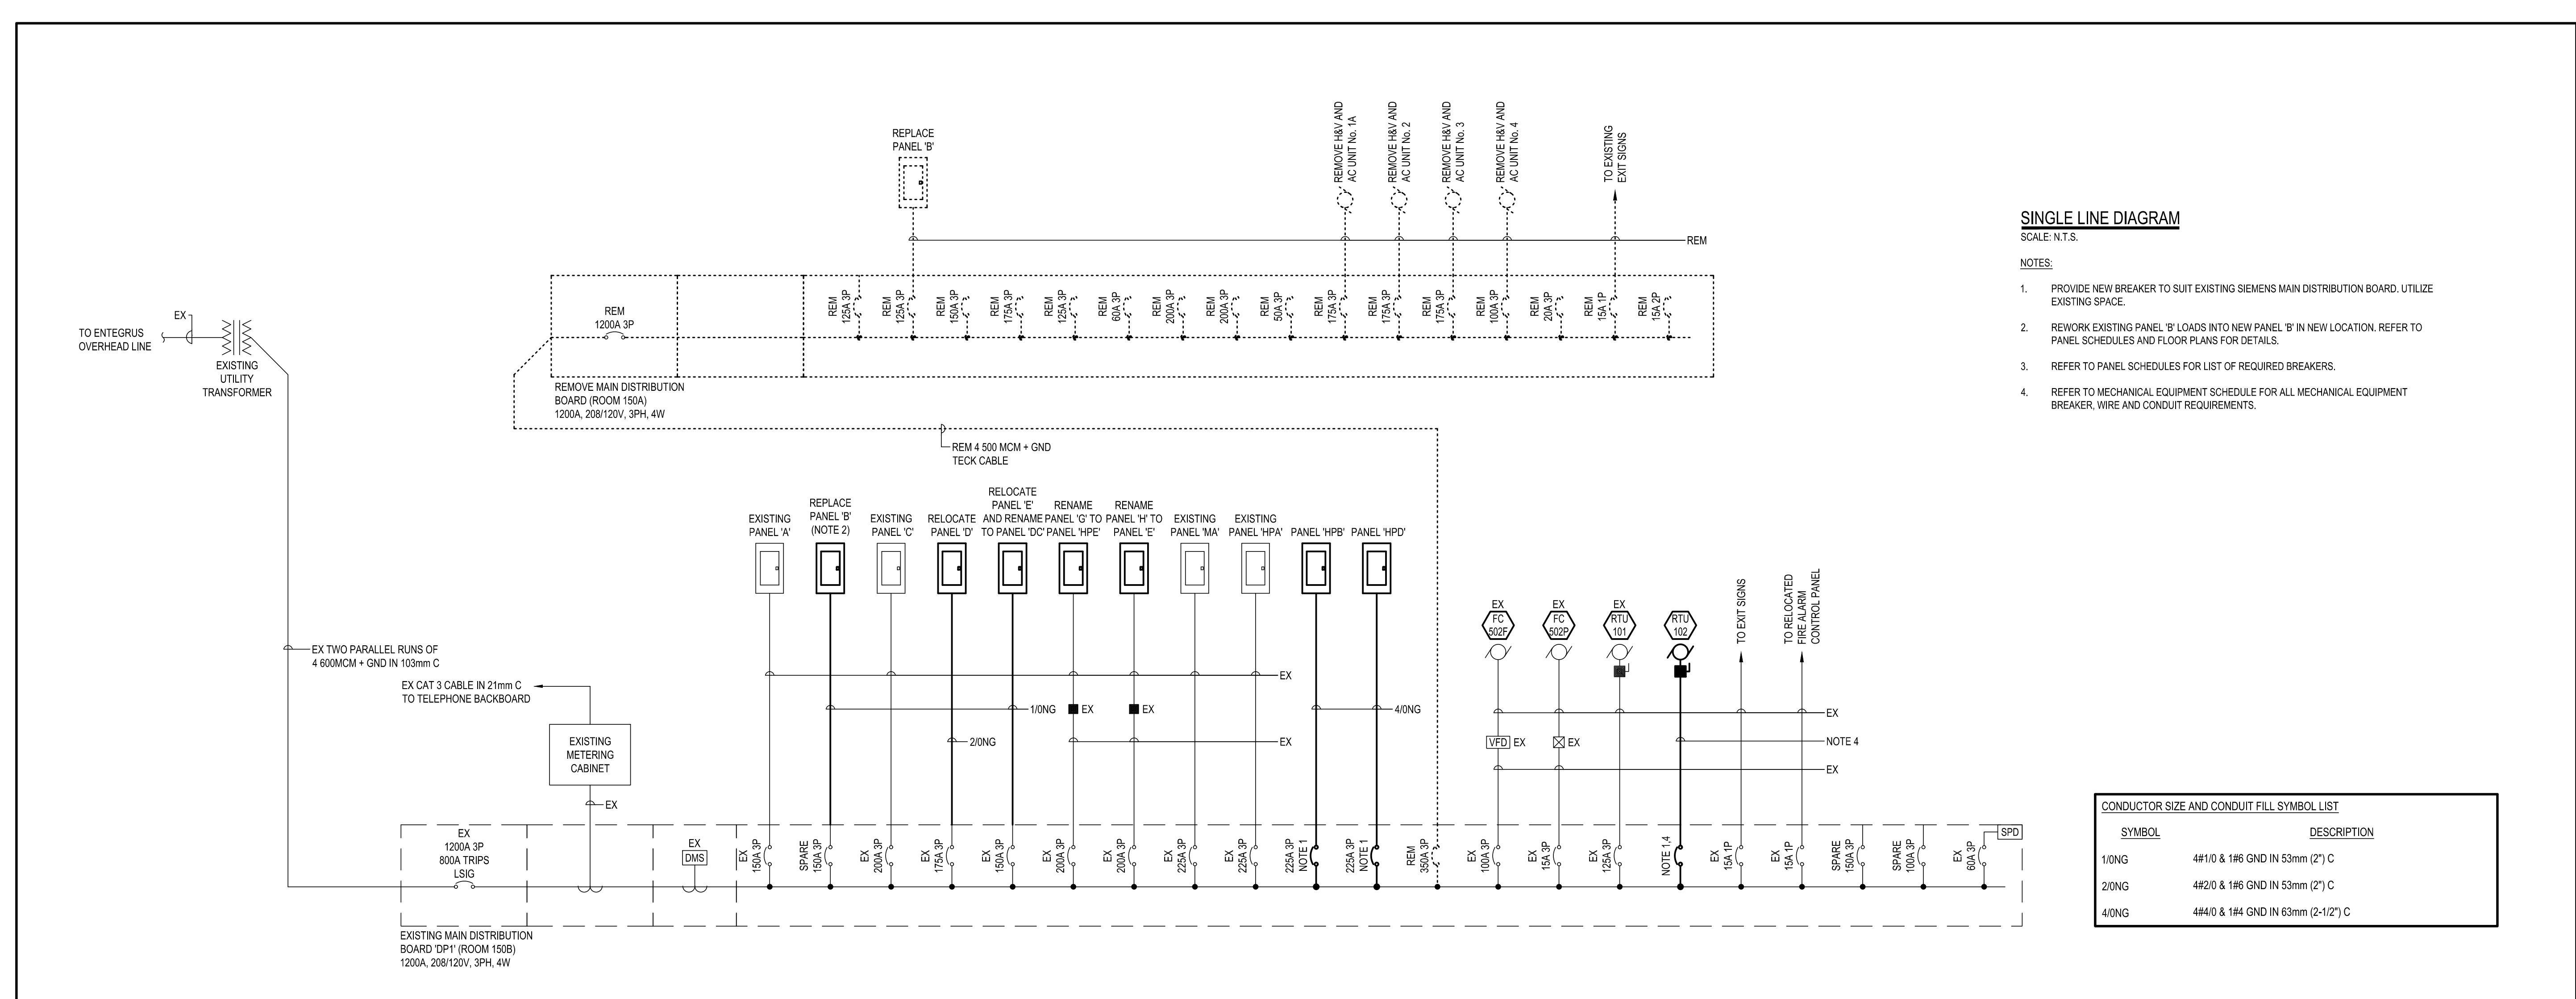 REPLACE
PANEL 'B'
REMOVE H&V AND
AC UNIT No. 1A
REMOVE H&V AND
AC UNIT No. 2
REMOVE H&V AND
AC UNIT No. 3
REMOVE H&V AND
AC UNIT No. 4
TO EXISTING
EXIT SIGNS
REM
REM
1200A 3P
REM
125A 3P
REM
125A 3P
REM
150A 3P
REM
175A 3P
REM
125A 3P
REM
60A 3P
REM
200A 3P
REM
200A 3P
REM
50A 3P
REM
175A 3P
REM
175A 3P
REM
175A 3P
REM
100A 3P
REM
20A 3P
REM
15A 1P
REM
15A 2P
REMOVE MAIN DISTRIBUTION
BOARD (ROOM 150A)
1200A, 208/120V, 3PH, 4W
REM 4 500 MCM + GND
TECK CABLE
EX
TO ENTEGRUS
OVERHEAD LINE
EXISTING
UTILITY
TRANSFORMER
SINGLE LINE DIAGRAM
SCALE: N.T.S.
NOTES:
1. PROVIDE NEW BREAKER TO SUIT EXISTING SIEMENS MAIN DISTRIBUTION BOARD. UTILIZE
EXISTING SPACE.
2. REWORK EXISTING PANEL 'B' LOADS INTO NEW PANEL 'B' IN NEW LOCATION. REFER TO
PANEL SCHEDULES AND FLOOR PLANS FOR DETAILS.
3. REFER TO PANEL SCHEDULES FOR LIST OF REQUIRED BREAKERS.
4. REFER TO MECHANICAL EQUIPMENT SCHEDULE FOR ALL MECHANICAL EQUIPMENT
BREAKER, WIRE AND CONDUIT REQUIREMENTS.
EXISTING
PANEL 'A'
REPLACE
PANEL 'B'
(NOTE 2)
EXISTING
PANEL 'C'
RELOCATE
PANEL 'D'
RELOCATE
PANEL 'E'
AND RENAME
TO PANEL 'DC'
RENAME
PANEL 'G' TO
PANEL 'HPE'
RENAME
PANEL 'H' TO
PANEL 'E'
EXISTING
PANEL 'MA'
EXISTING
PANEL 'HPA'
PANEL 'HPB'
PANEL 'HPD'
EX
FC
502F
EX
FC
502P
EX
RTU
101
RTU
102
TO EXIT SIGNS
TO RELOCATED
FIRE ALARM
CONTROL PANEL
EX TWO PARALLEL RUNS OF
4 600MCM + GND IN 103mm C
EX CAT 3 CABLE IN 21mm C
TO TELEPHONE BACKBOARD
EXISTING
METERING
CABINET
EX
EX
1/0NG
EX
EX
4/0NG
2/0NG
EX
EX
VFD EX
EX
NOTE 4
EX
EX
1200A 3P
800A TRIPS
LSIG
EX
DMS
EX
150A 3P
SPARE
150A 3P
EX
200A 3P
EX
175A 3P
EX
150A 3P
EX
200A 3P
EX
200A 3P
EX
225A 3P
EX
225A 3P
225A 3P
NOTE 1
225A 3P
NOTE 1
REM
350A 3P
EX
100A 3P
EX
15A 3P
EX
125A 3P
NOTE 1,4
EX
15A 1P
EX
15A 1P
SPARE
150A 3P
SPARE
100A 3P
EX
60A 3P
SPD
EXISTING MAIN DISTRIBUTION
BOARD 'DP1' (ROOM 150B)
1200A, 208/120V, 3PH, 4W
CONDUCTOR SIZE AND CONDUIT FILL SYMBOL LIST
SYMBOL DESCRIPTION
1/0NG 4#1/0 & 1#6 GND IN 53mm (2") C
2/0NG 4#2/0 & 1#6 GND IN 53mm (2") C
4/0NG 4#4/0 & 1#4 GND IN 63mm (2-1/2") C